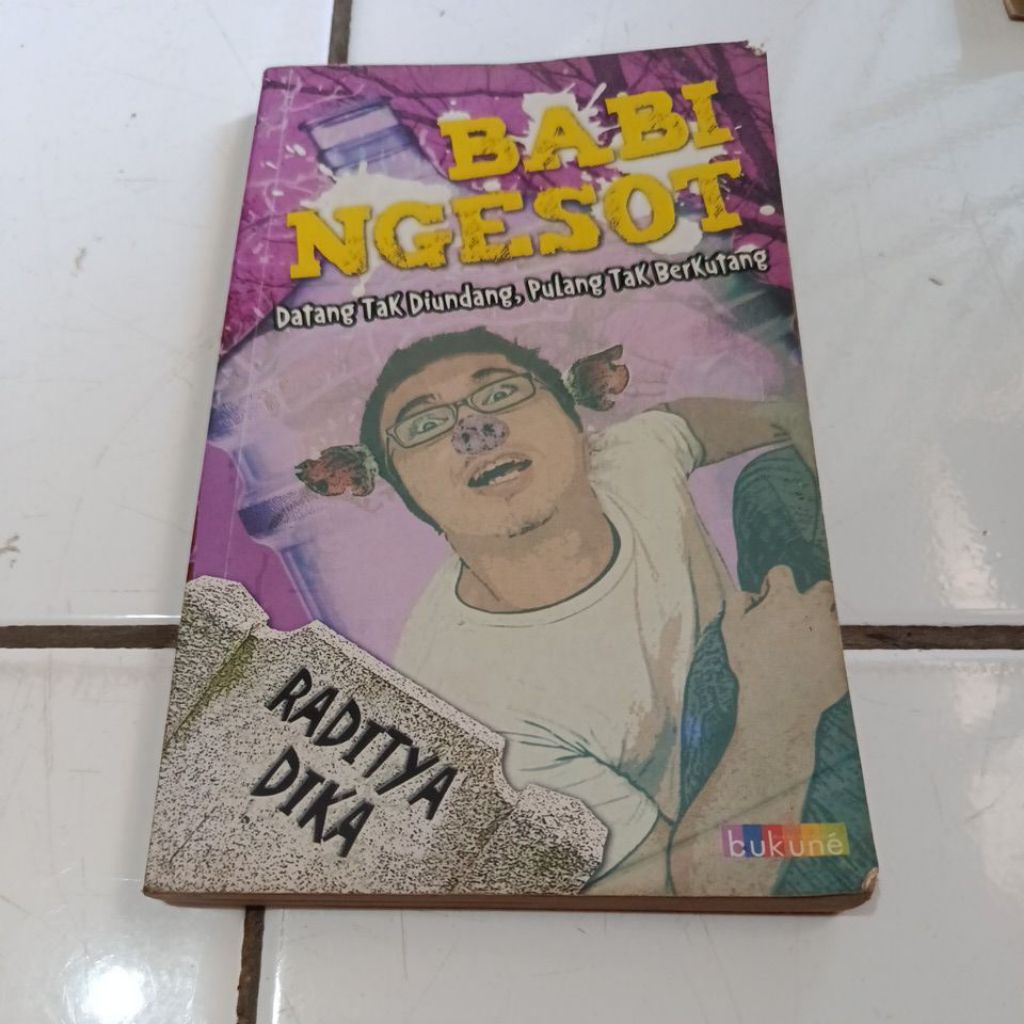 BABI
NGESOT
Datang Tak Diundang, Pulang Tak Berkutang
RADITYA
DIKA
bukuné